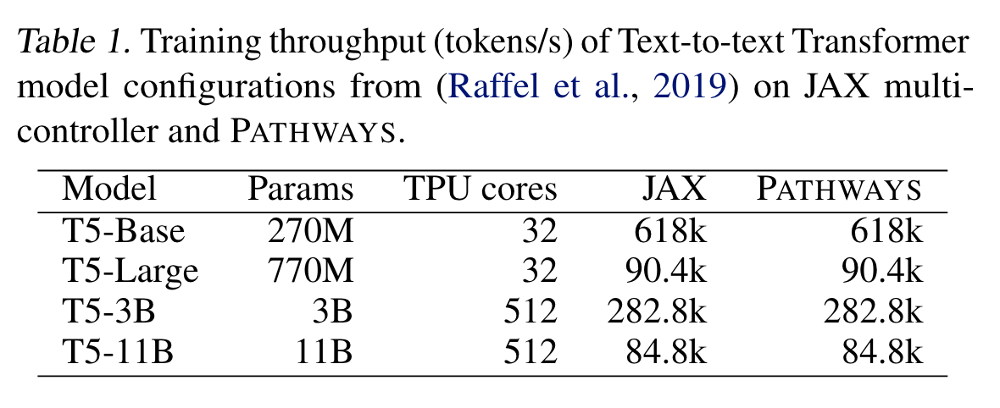 Table 1. Training throughput (tokens/s) of Text-to-text Transformer
model configurations from (Raffel et al., 2019) on JAX multi-
controller and PATHWAYS.
Model Params TPU cores JAX PATHWAYS
T5-Base 270M 32 618k 618k
T5-Large 770M 32 90.4k 90.4k
T5-3B 3B 512 282.8k 282.8k
T5-11B 11B 512 84.8k 84.8k